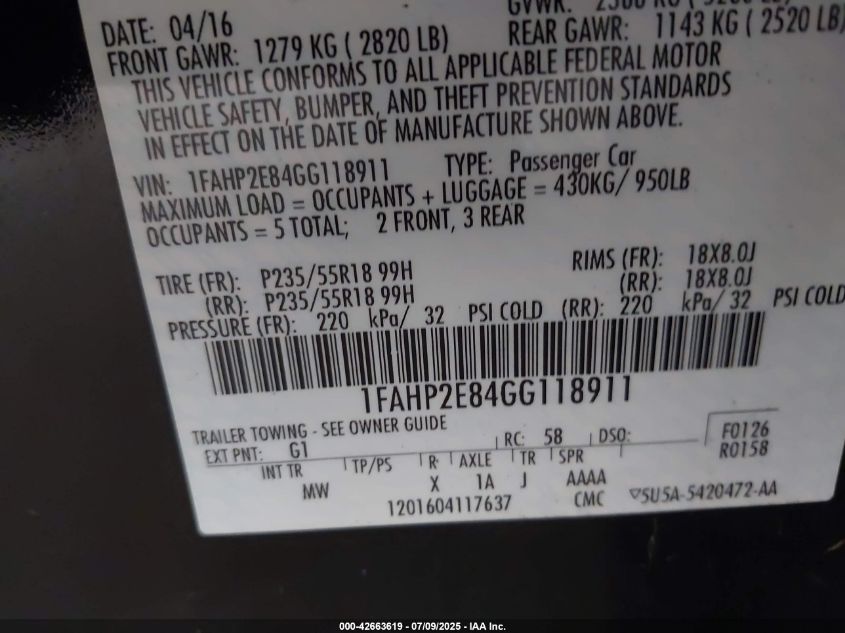 DATE: 04/16 GVWR:
FRONT GAWR: 1279 KG ( 2820 LB) REAR GAWR: 1143 KG ( 2520 LB)
THIS VEHICLE CONFORMS TO ALL APPLICABLE FEDERAL MOTOR
VEHICLE SAFETY, BUMPER, AND THEFT PREVENTION STANDARDS
IN EFFECT ON THE DATE OF MANUFACTURE SHOWN ABOVE.
VIN: 1FAHP2E84GG118911 TYPE: Passenger Car
MAXIMUM LOAD = OCCUPANTS + LUGGAGE = 430KG/ 950LB
OCCUPANTS = 5 TOTAL; 2 FRONT, 3 REAR
TIRE (FR): P235/55R18 99H RIMS (FR): 18X8.0J
(RR): P235/55R18 99H (RR): 18X8.0J
PRESSURE (FR): 220 kPa/ 32 PSI COLD (RR): 220 kPa/ 32 PSI COLD
1FAHP2E84GG118911
TRAILER TOWING - SEE OWNER GUIDE
EXT PNT: G1 RC: 58 DSO: F0126
R0158
INT TR TP/PS R AXLE TR SPR
MW X 1A J AAAA
1201604117637 CMC ▽5U5A-5420472-AA
000-42663619 - 07/09/2025 - IAA Inc.